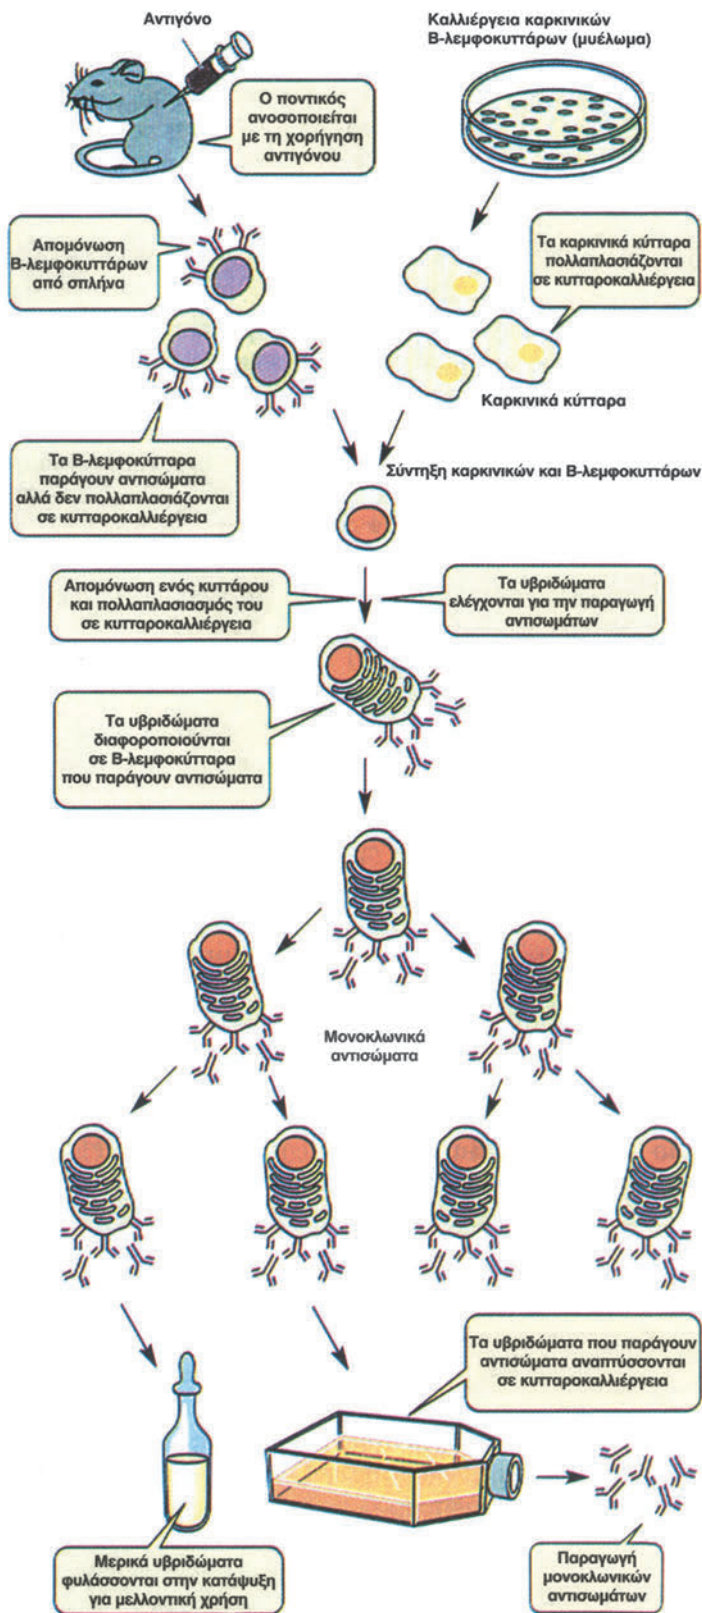 Αντιγόνο
Καλλιέργεια καρκινικών
Β-λεμφοκυττάρων (μυέλωμα)
Ο ποντικός
ανοσοποιείται
με τη χορήγηση
αντιγόνου
Απομόνωση
Β-λεμφοκυττάρων
από σπλήνα
Τα καρκινικά κύτταρα
πολλαπλασιάζονται
σε κυτταροκαλλιέργεια
Καρκινικά κύτταρα
Τα Β-λεμφοκύτταρα
παράγουν αντισώματα
αλλά δεν πολλαπλασιάζονται
σε κυτταροκαλλιέργεια
Σύντηξη καρκινικών και Β-λεμφοκυττάρων
Απομόνωση ενός κυττάρου
και πολλαπλασιασμός του
σε κυτταροκαλλιέργεια
Τα υβριδώματα
ελέγχονται για την παραγωγή
αντισωμάτων
Τα υβριδώματα
διαφοροποιούνται
σε Β-λεμφοκύτταρα
που παράγουν αντισώματα
Μονοκλωνικά
αντισώματα
Τα υβριδώματα που παράγουν
αντισώματα αναπτύσσονται
σε κυτταροκαλλιέργεια
Μερικά υβριδώματα
φυλάσσονται στην κατάψυξη
για μελλοντική χρήση
Παραγωγή
μονοκλωνικών
αντισωμάτων